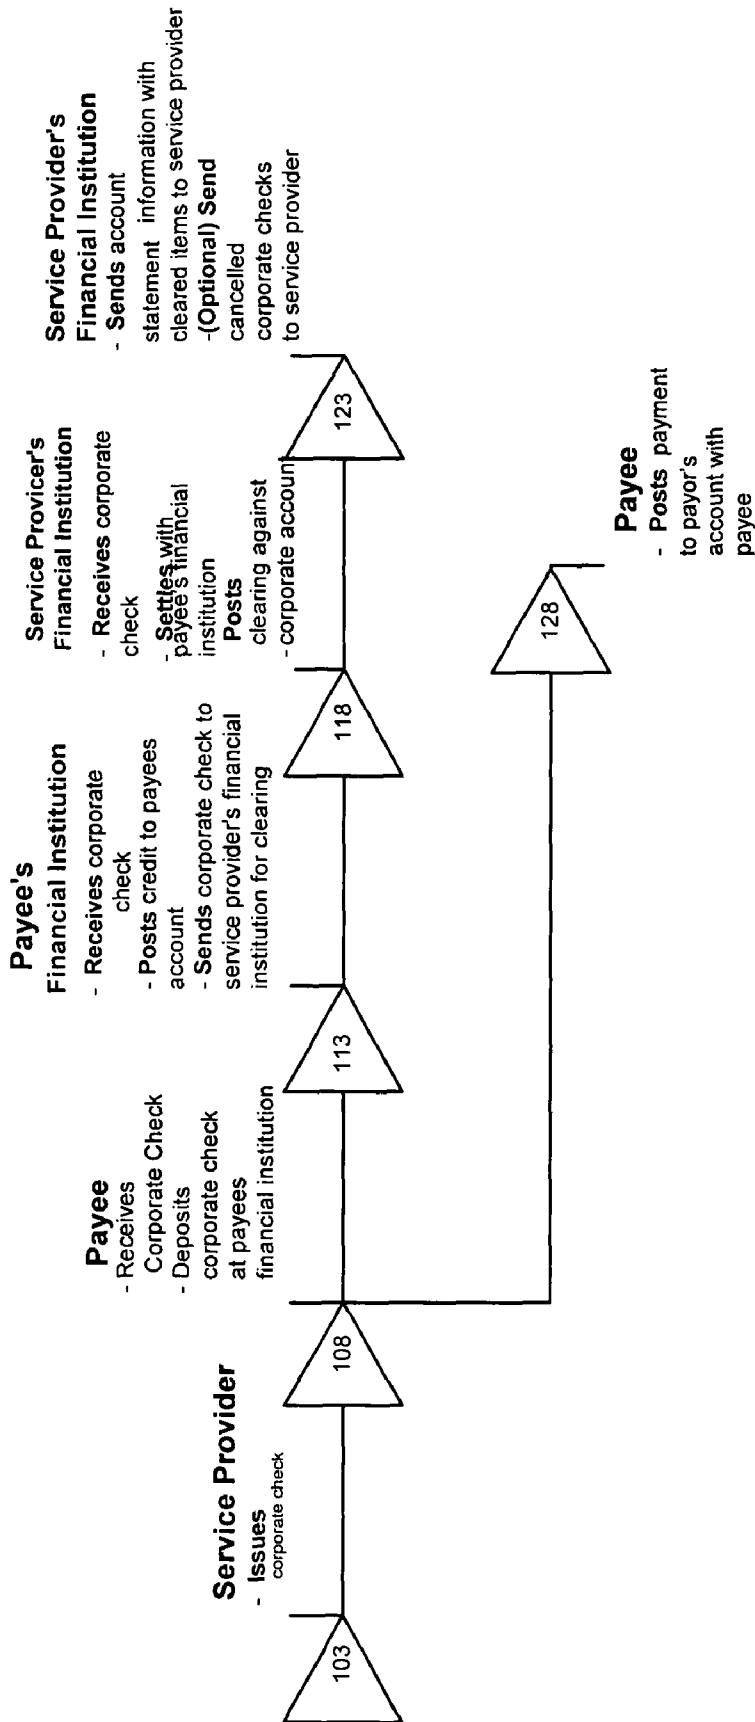 Service Provider
- Issues
corporate check
103
Payee
- Receives
Corporate Check
- Deposits
corporate check
at payees
financial institution
108
Payee's
Financial Institution
- Receives corporate
check
- Posts credit to payees
account
- Sends corporate check to
service provider's financial
institution for clearing
113
Service Provicer's
Financial Institution
- Receives corporate
check
- Settles with
payee's financial
institution
Posts
clearing against
- corporate accoun
118
Service Provider's
Financial Institution
- Sends account
statement information with
cleared items to service provider
-(Optional) Send
cancelled
corporate checks
to service provider
123
128
Payee
- Posts payment
to payor's
account with
payee